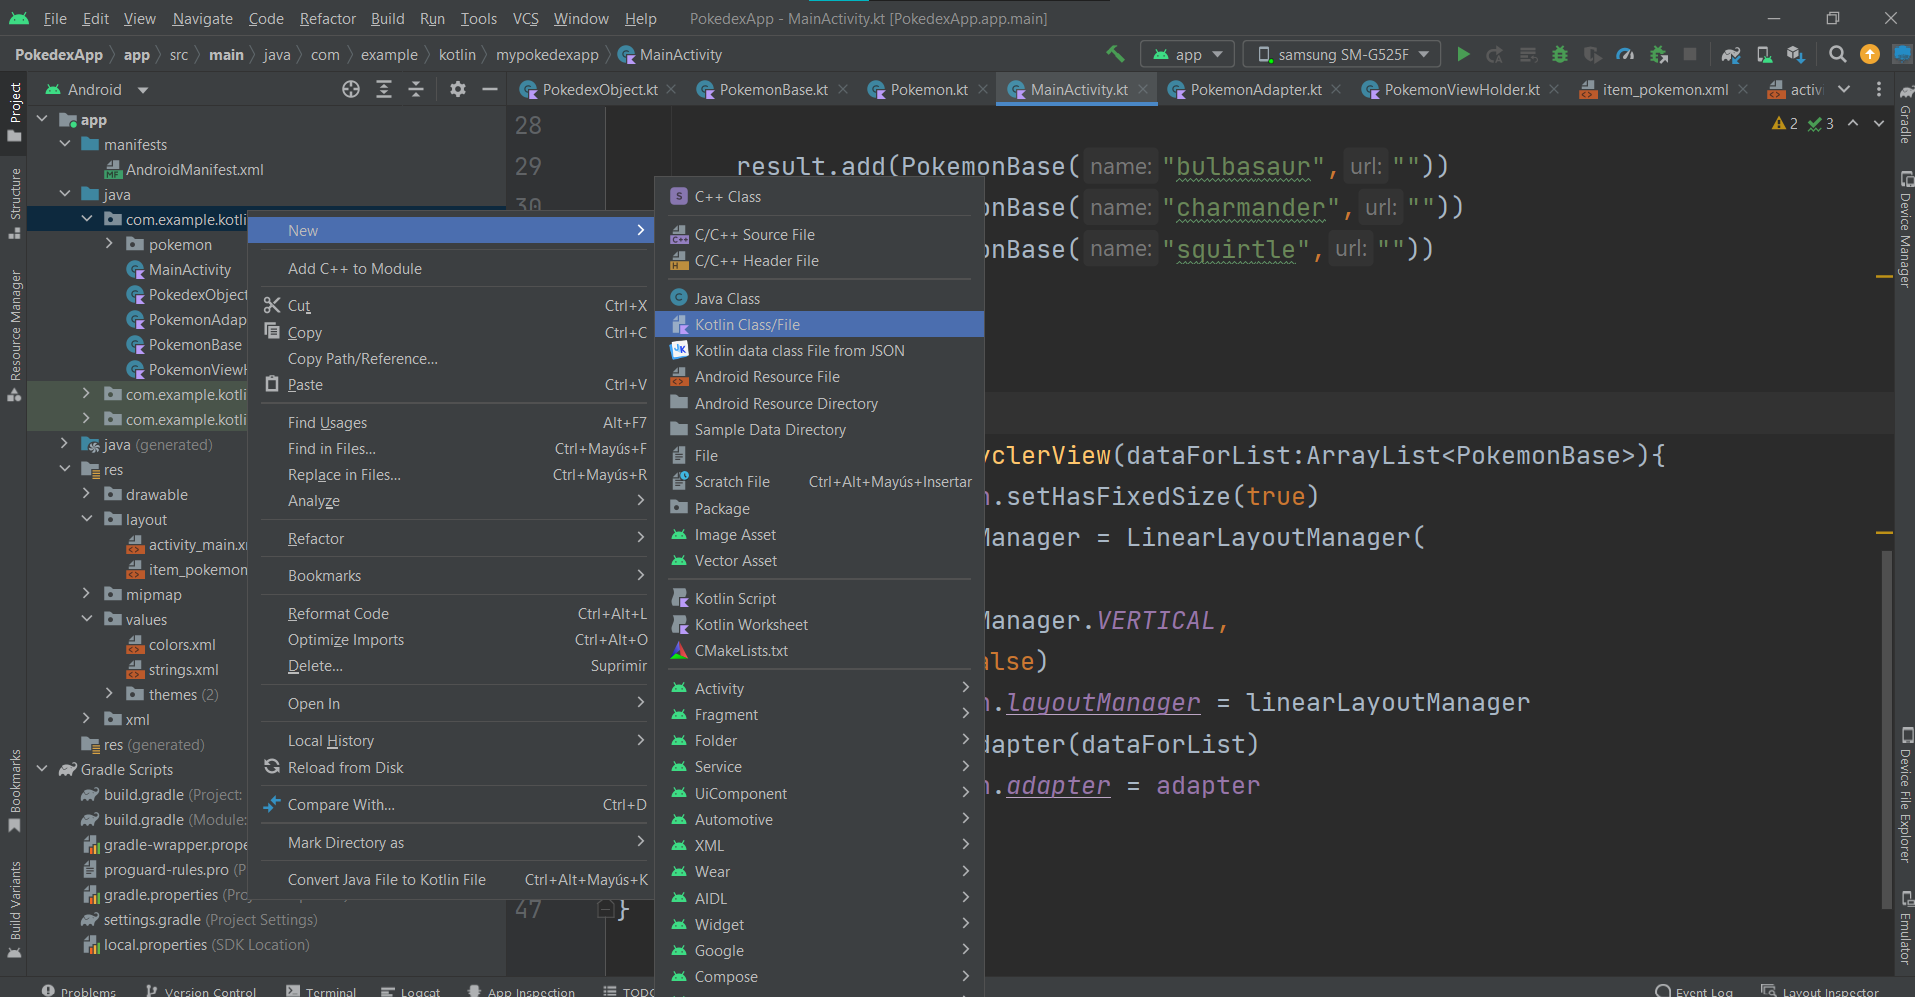 File Edit View Navigate Code Refactor Build Run Tools VCS Window Help PokedexApp - MainActivity.kt [PokedexApp.app.main]
PokedexApp app src main java com example kotlin mypokedexapp MainActivity app samsung SM-G525F
Android PokedexObject.kt PokemonBase.kt Pokemon.kt MainActivity.kt PokemonAdapter.kt PokemonViewHolder.kt item_pokemon.xml activ
Project
Structure
Resource Manager
Bookmarks
Build Variants
app
manifests
AndroidManifest.xml
java
com.example.kotli
pokemon
MainActivity
PokedexObject
PokemonAdap
PokemonBase
PokemonViewH
com.example.kotli
com.example.kotli
java (generated)
res
drawable
layout
activity_main.x
item_pokemon
mipmap
values
colors.xml
strings.xml
themes (2)
xml
res (generated)
Gradle Scripts
build.gradle (Project:
build.gradle (Module:
gradle-wrapper.prope
proguard-rules.pro (P
gradle.properties (Proj
settings.gradle (Project Settings)
local.properties (SDK Location)
New
Add C++ to Module
Cut Ctrl+X
Copy Ctrl+C
Copy Path/Reference...
Paste Ctrl+V
Find Usages Alt+F7
Find in Files... Ctrl+Mayús+F
Replace in Files... Ctrl+Mayús+R
Analyze
Refactor
Bookmarks
Reformat Code Ctrl+Alt+L
Optimize Imports Ctrl+Alt+O
Delete... Suprimir
Open In
Local History
Reload from Disk
Compare With... Ctrl+D
Mark Directory as
Convert Java File to Kotlin File Ctrl+Alt+Mayús+K
C++ Class
C/C++ Source File
C/C++ Header File
Java Class
Kotlin Class/File
Kotlin data class File from JSON
Android Resource File
Android Resource Directory
Sample Data Directory
File
Scratch File Ctrl+Alt+Mayús+Insertar
Package
Image Asset
Vector Asset
Kotlin Script
Kotlin Worksheet
CMakeLists.txt
Activity
Fragment
Folder
Service
UiComponent
Automotive
XML
Wear
AIDL
Widget
Google
Compose
2 3
28
29 result.add(PokemonBase( name: "bulbasaur", url: ""))
30 onBase( name: "charmander", url: ""))
onBase( name: "squirtle", url: ""))
yclerView(dataForList:ArrayList<PokemonBase>){
n.setHasFixedSize(true)
Manager = LinearLayoutManager(
Manager.VERTICAL,
alse)
n.layoutManager = linearLayoutManager
dapter(dataForList)
n.adapter = adapter
47 }
Gradle
Device Manager
Device File Explorer
Emulator
Problems Version Control Terminal Logcat App Inspection TODO Event Log Layout Inspector